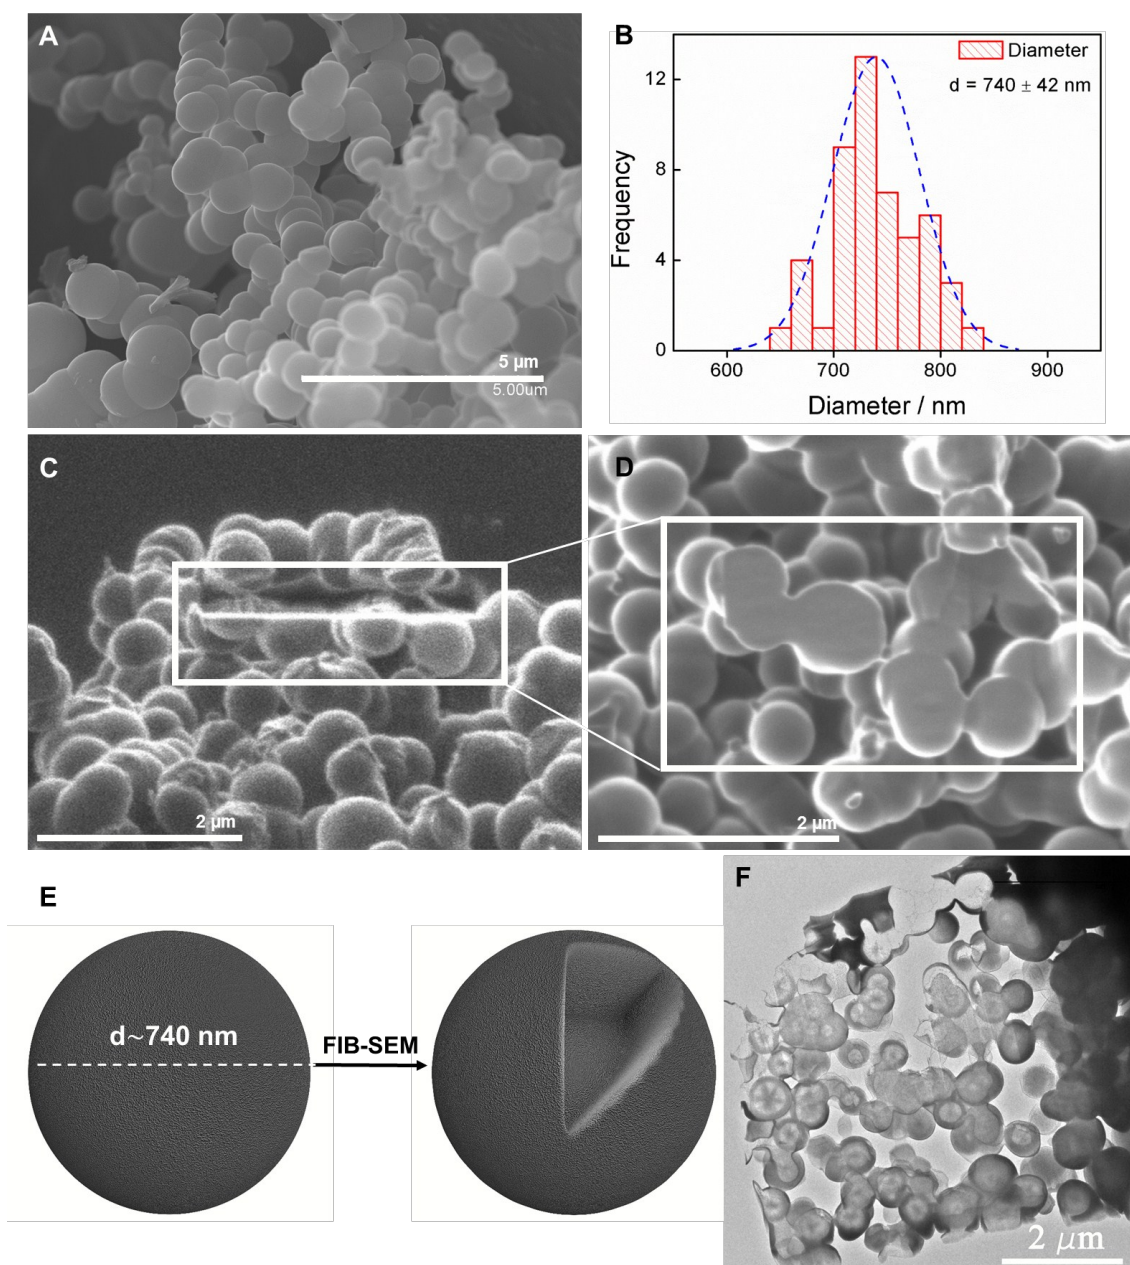 A
5 µm
5.00um
B
Diameter
d = 740 ± 42 nm
Frequency
12
8
4
0
600
700
800
900
Diameter / nm
C
2 µm
D
2 µm
E
d~740 nm
FIB-SEM
F
2 µm